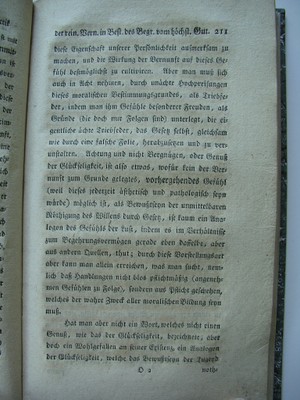 der rein. Vern. in Best. des Begr. vom höchst. Gut. 211
diese Eigenschaft unserer Persönlichkeit aufmerksam zu
machen, und die Wirkung der Vernunft auf dieses Ge-
fühl bestmöglichst zu cultiviren. Aber man muß sich
auch in Acht nehmen, durch unächte Hochpreisungen
dieses moralischen Bestimmungsgrundes, als Triebfe-
der, indem man ihm Gefühle besonderer Freuden, als
Gründe (die doch nur Folgen sind) unterlegt, die ei-
gentliche ächte Triebfeder, das Gesetz selbst, gleichsam
wie durch eine falsche Folie, herabzusetzen und zu ver-
unstalten. Achtung und nicht Vergnügen, oder Genuß
der Glückseligkeit, ist also etwas, wofür kein der Ver-
nunft zum Grunde gelegtes, vorhergehendes Gefühl
(weil dieses jederzeit ästhetisch und pathologisch seyn
würde) möglich ist, als Bewußtseyn der unmittelbaren
Nöthigung des Willens durch Gesetz, ist kaum ein Ana-
logon des Gefühls der Lust, indem es im Verhältnisse
zum Begehrungsvermögen gerade eben dasselbe, aber
aus andern Quellen, thut; durch diese Vorstellungsart
aber kann man allein erreichen, was man sucht, nem-
lich daß Handlungen nicht blos pflichtmäßig (angeneh-
men Gefühlen zu Folge), sondern aus Pflicht geschehen,
welches der wahre Zweck aller moralischen Bildung seyn
muß.
Hat man aber nicht ein Wort, welches nicht einen
Genuß, wie das der Glückseligkeit, bezeichnete, aber
doch ein Wohlgefallen an seiner Existenz, ein Analogon
der Glückseligkeit, welche das Bewußtseyn der Tugend
O 2 noth-